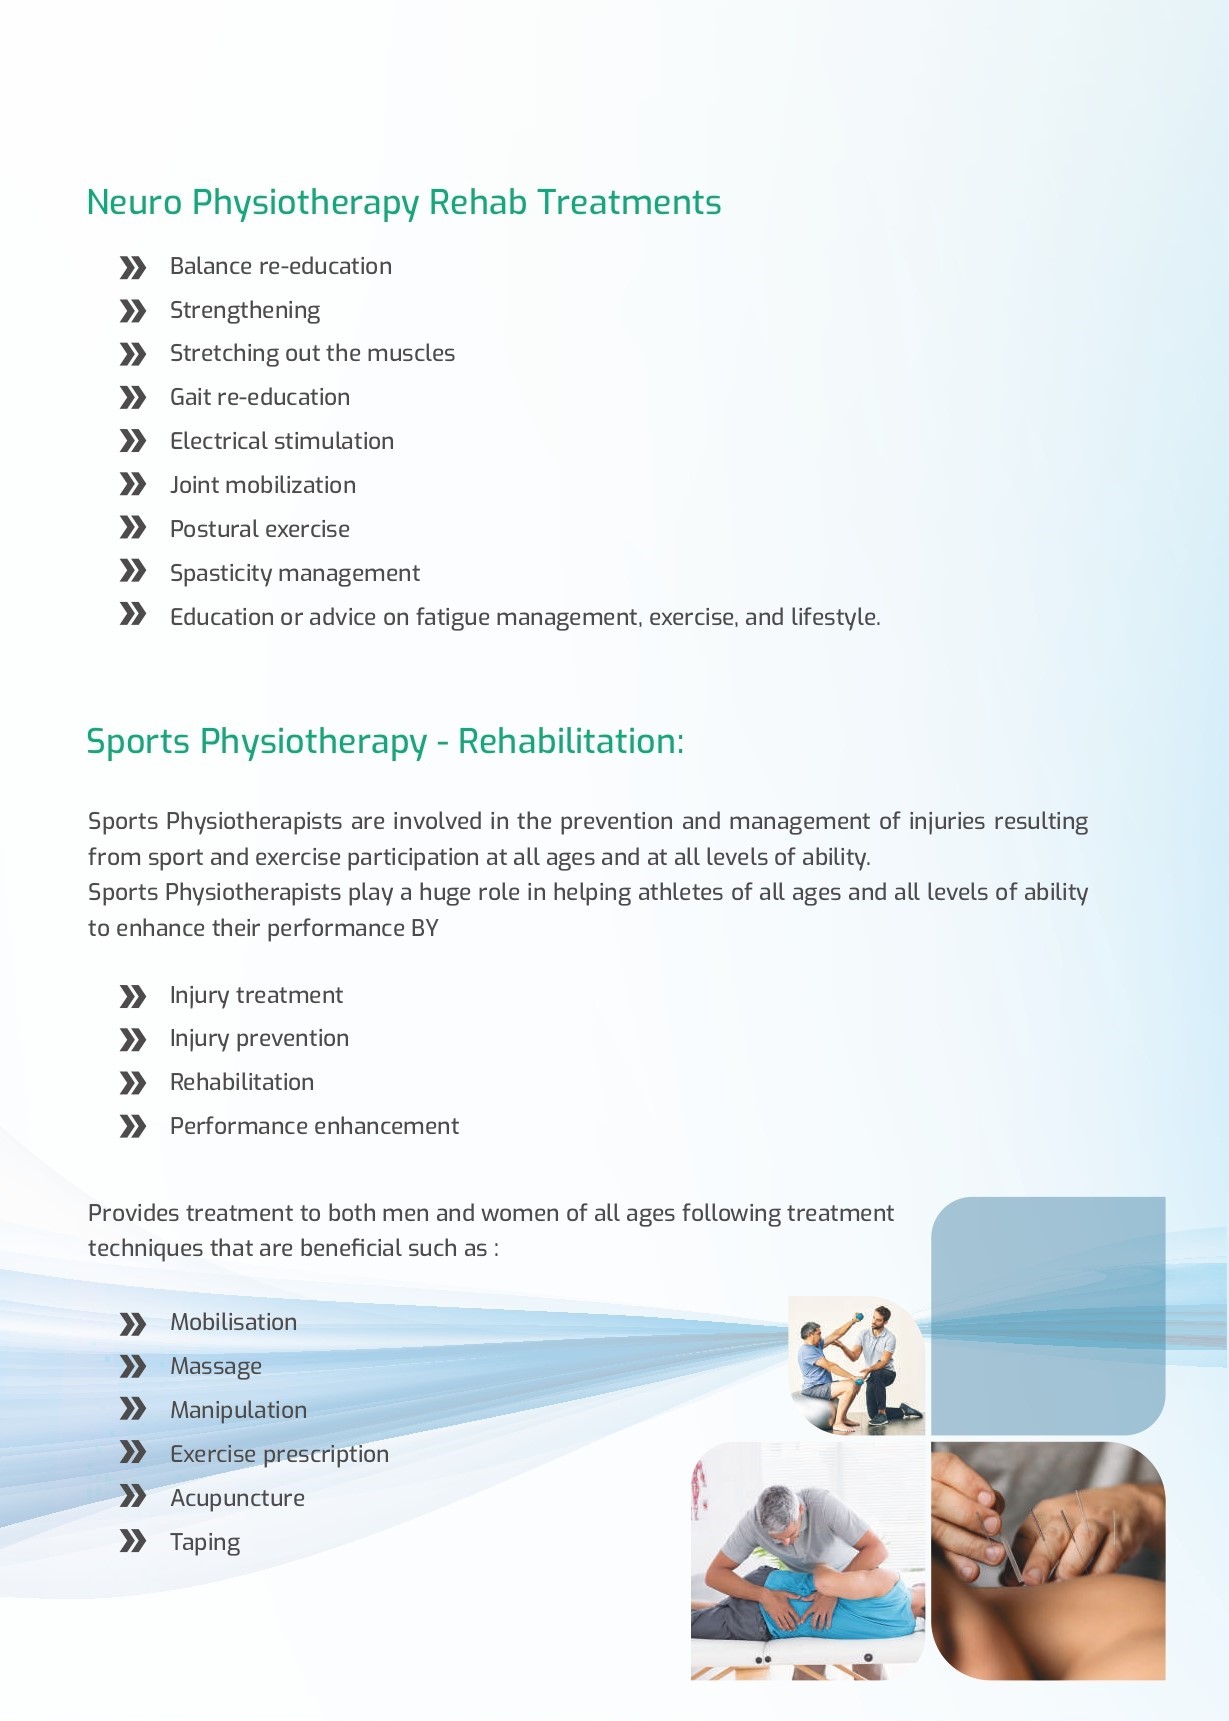 Neuro Physiotherapy Rehab Treatments
Balance re-education
Strengthening
Stretching out the muscles
Gait re-education
Electrical stimulation
Joint mobilization
Postural exercise
Spasticity management
Education or advice on fatigue management, exercise, and lifestyle.
Sports Physiotherapy - Rehabilitation:
Sports Physiotherapists are involved in the prevention and management of injuries resulting
from sport and exercise participation at all ages and at all levels of ability.
Sports Physiotherapists play a huge role in helping athletes of all ages and all levels of ability
to enhance their performance BY
Injury treatment
Injury prevention
Rehabilitation
Performance enhancement
Provides treatment to both men and women of all ages following treatment
techniques that are beneficial such as :
Mobilisation
Massage
Manipulation
Exercise prescription
Acupuncture
Taping